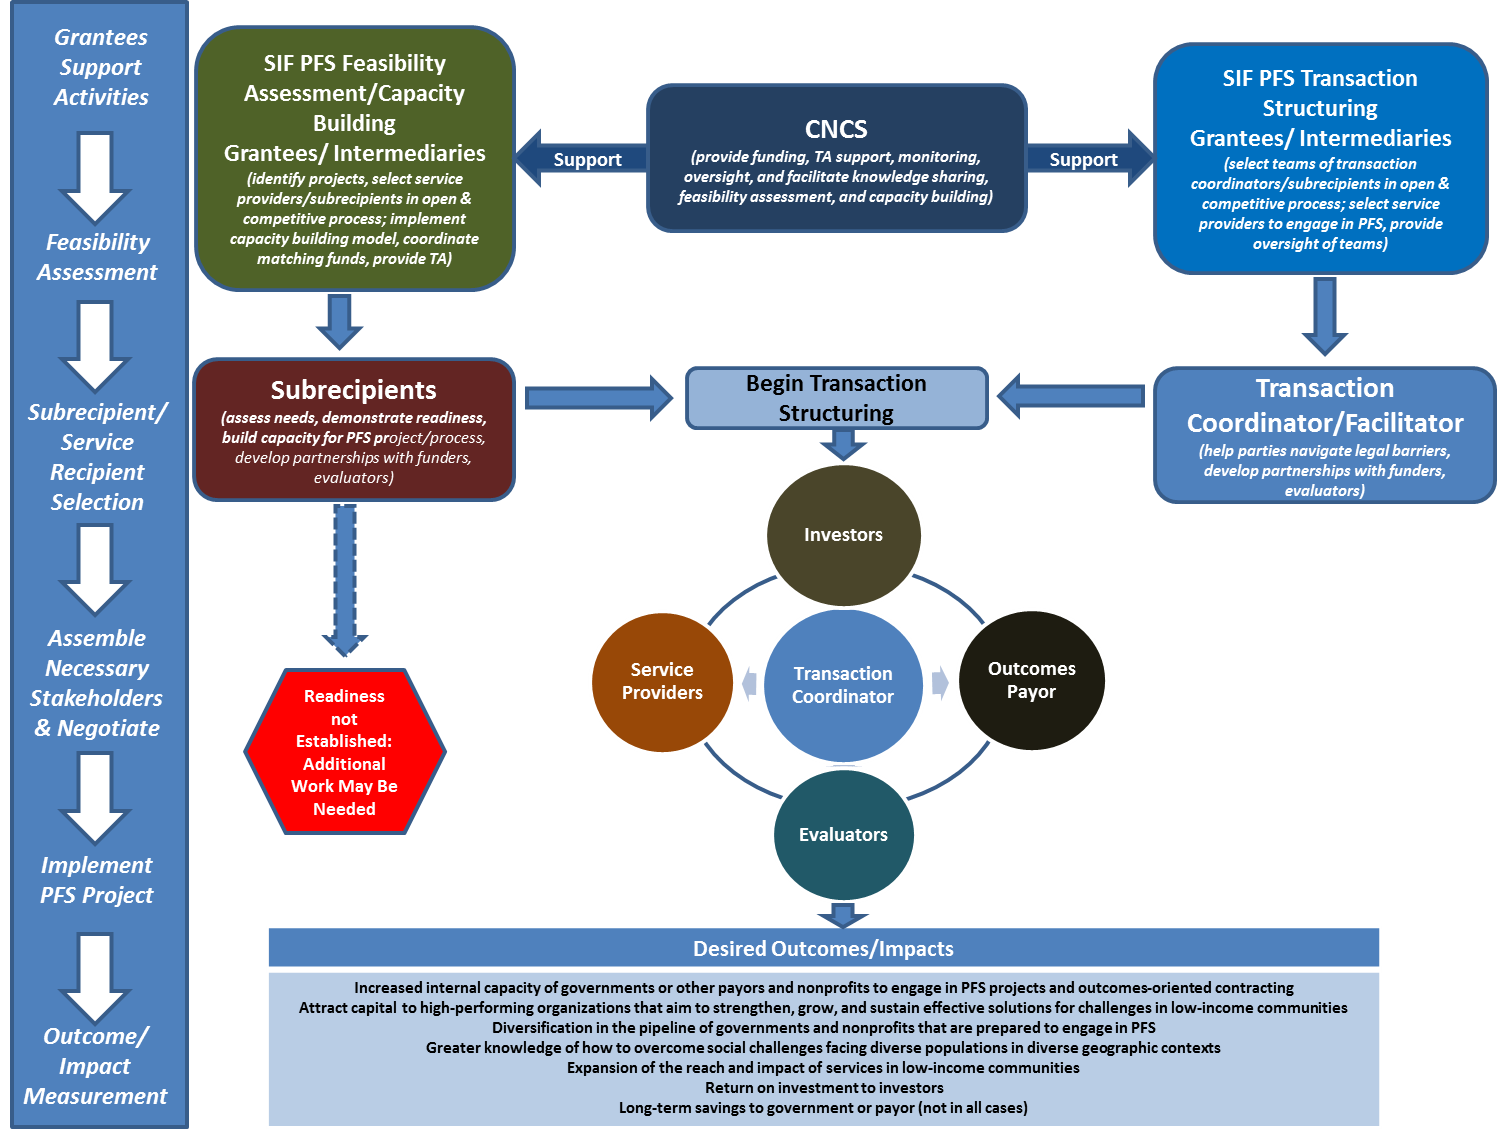 Grantees
Support
Activities
Feasibility
Assessment
Subrecipient/
Service
Recipient
Selection
Assemble
Necessary
Stakeholders
& Negotiate
Implement
PFS Project
Outcome/
Impact
Measurement
SIF PFS Feasibility
Assessment/Capacity
Building
Grantees/ Intermediaries
(identify projects, select service
providers/subrecipients in open &
competitive process; implement
capacity building model, coordinate
matching funds, provide TA)
Support
CNCS
(provide funding, TA support, monitoring,
oversight, and facilitate knowledge sharing,
feasibility assessment, and capacity building)
Support
SIF PFS Transaction
Structuring
Grantees/ Intermediaries
(select teams of transaction
coordinators/subrecipients in open &
competitive process; select service
providers to engage in PFS, provide
oversight of teams)
Subrecipients
(assess needs, demonstrate readiness,
build capacity for PFS project/process,
develop partnerships with funders,
evaluators)
Begin Transaction
Structuring
Transaction
Coordinator/Facilitator
(help parties navigate legal barriers,
develop partnerships with funders,
evaluators)
Readiness
not
Established:
Additional
Work May Be
Needed
Investors
Service
Providers
Transaction
Coordinator
Outcomes
Payor
Evaluators
Desired Outcomes/Impacts
Increased internal capacity of governments or other payors and nonprofits to engage in PFS projects and outcomes-oriented contracting
Attract capital to high-performing organizations that aim to strengthen, grow, and sustain effective solutions for challenges in low-income communities
Diversification in the pipeline of governments and nonprofits that are prepared to engage in PFS
Greater knowledge of how to overcome social challenges facing diverse populations in diverse geographic contexts
Expansion of the reach and impact of services in low-income communities
Return on investment to investors
Long-term savings to government or payor (not in all cases)